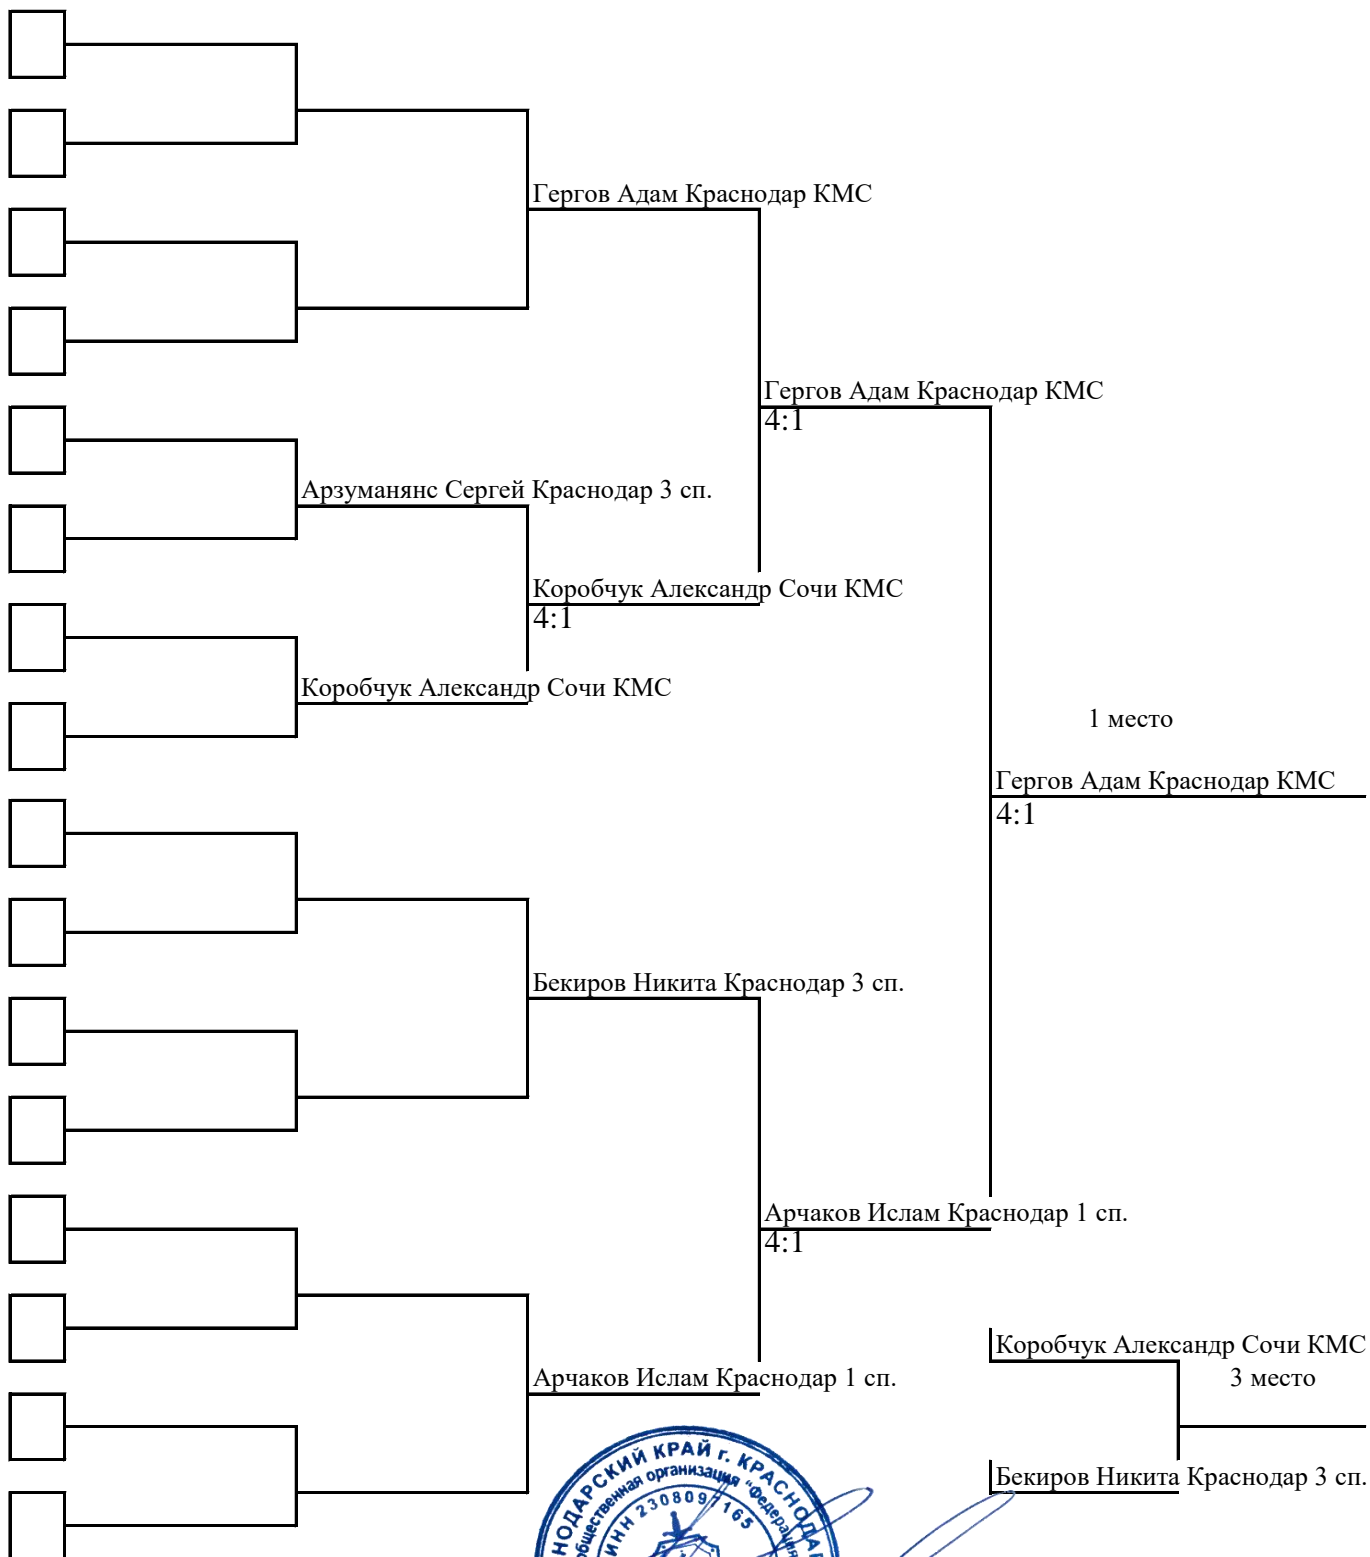 Гергов Адам Краснодар КМС
Гергов Адам Краснодар КМС
4:1
Арзуманянс Сергей Краснодар 3 сп.
Коробчук Александр Сочи КМС
4:1
Коробчук Александр Сочи КМС
1 место
Гергов Адам Краснодар КМС
4:1
Бекиров Никита Краснодар 3 сп.
Арчаков Ислам Краснодар 1 сп.
4:1
Коробчук Александр Сочи КМС
Арчаков Ислам Краснодар 1 сп.
3 место
Бекиров Никита Краснодар 3 сп.
КРАЙ г.
общественная организация "Федерация
ИНН 2308097165